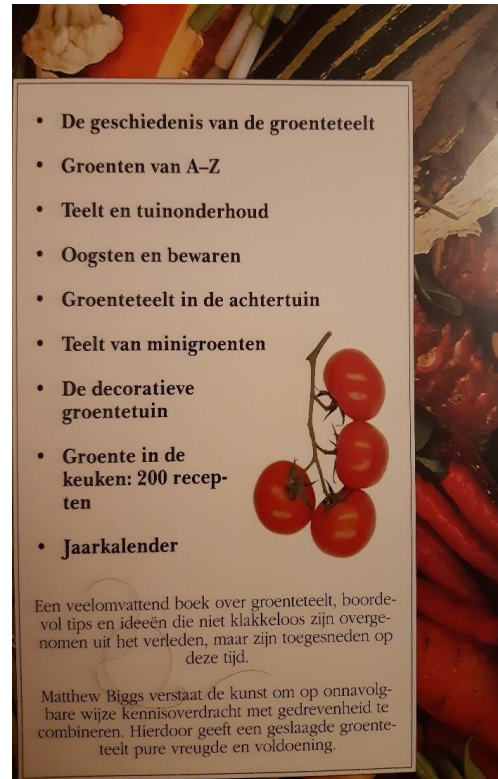 • De geschiedenis van de groenteteelt
• Groenten van A–Z
• Teelt en tuinonderhoud
• Oogsten en bewaren
• Groenteteelt in de achtertuin
• Teelt van minigroenten
• De decoratieve
groentetuin
• Groente in de
keuken: 200 recep-
ten
• Jaarkalender
Een veelomvattend boek over groenteteelt, boorde-
vol tips en ideeën die niet klakkeloos zijn overge-
nomen uit het verleden, maar zijn toegesneden op
deze tijd.
Matthew Biggs verstaat de kunst om op onnavolg-
bare wijze kennisoverdracht met gedrevenheid te
combineren. Hierdoor geeft een geslaagde groente-
teelt pure vreugde en voldoening.